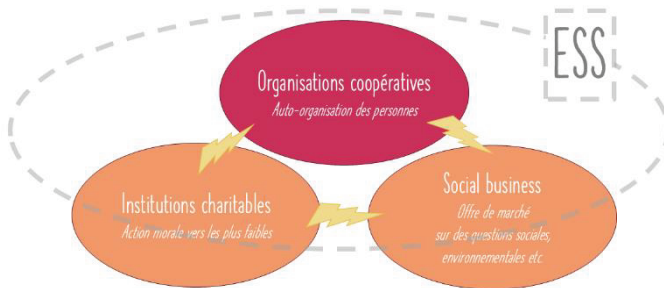 ESS
Organisations coopératives
Auto-organisation des personnes
Institutions charitables
Action morale vers les plus faibles
Social business
Offre de marché
sur des questions sociales,
environnementales etc